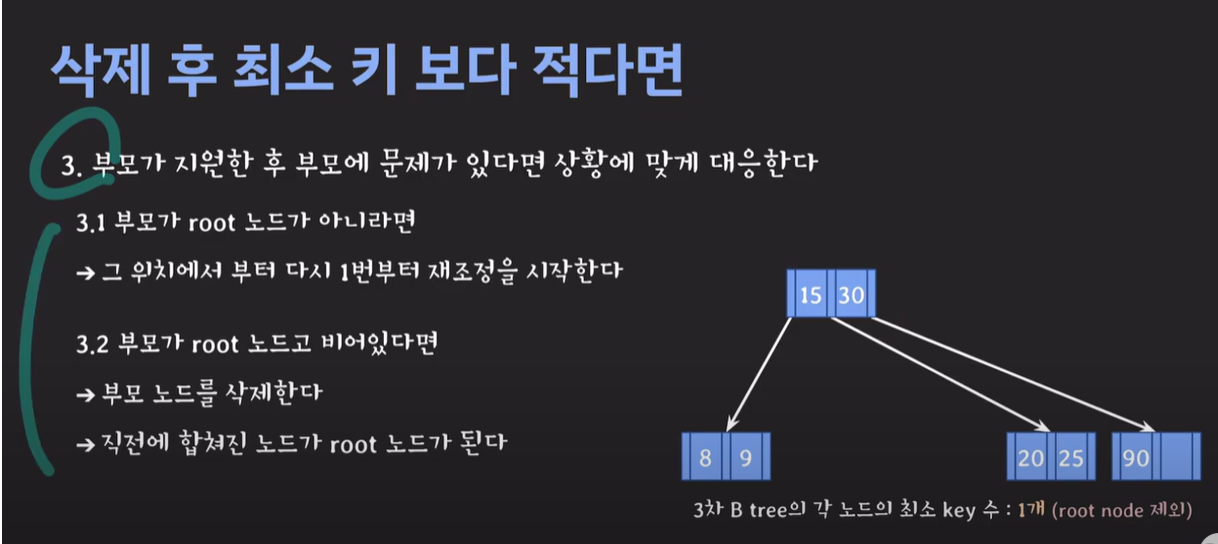 삭제 후 최소 키 보다 적다면
3. 부모가 지원한 후 부모에 문제가 있다면 상황에 맞게 대응한다
3.1 부모가 root 노드가 아니라면
→ 그 위치에서 부터 다시 1번부터 재조정을 시작한다
3.2 부모가 root 노드고 비어있다면
→ 부모 노드를 삭제한다
→ 직전에 합쳐진 노드가 root 노드가 된다
15 30
8 9
20 25
90
3차 B tree의 각 노드의 최소 key 수 : 1개 (root node 제외)